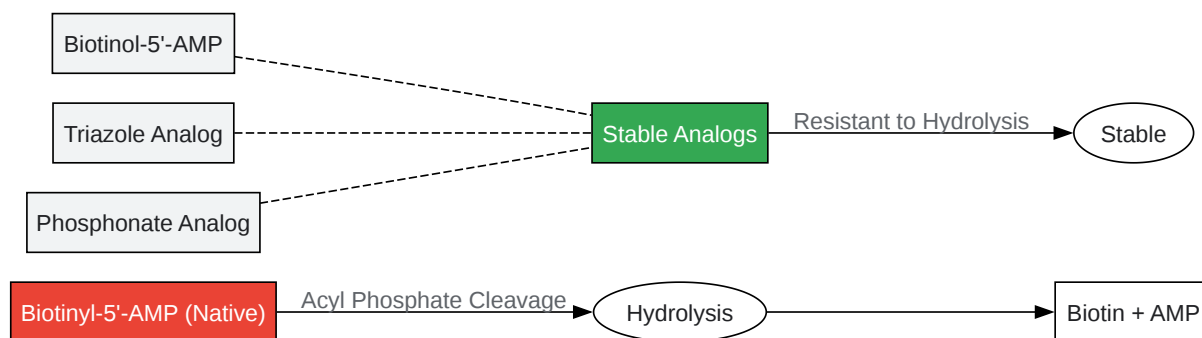 Biotinol-5'-AMP
Triazole Analog
Stable Analogs
Resistant to Hydrolysis
Stable
Phosphonate Analog
Biotinyl-5'-AMP (Native)
Acyl Phosphate Cleavage
Hydrolysis
Biotin + AMP